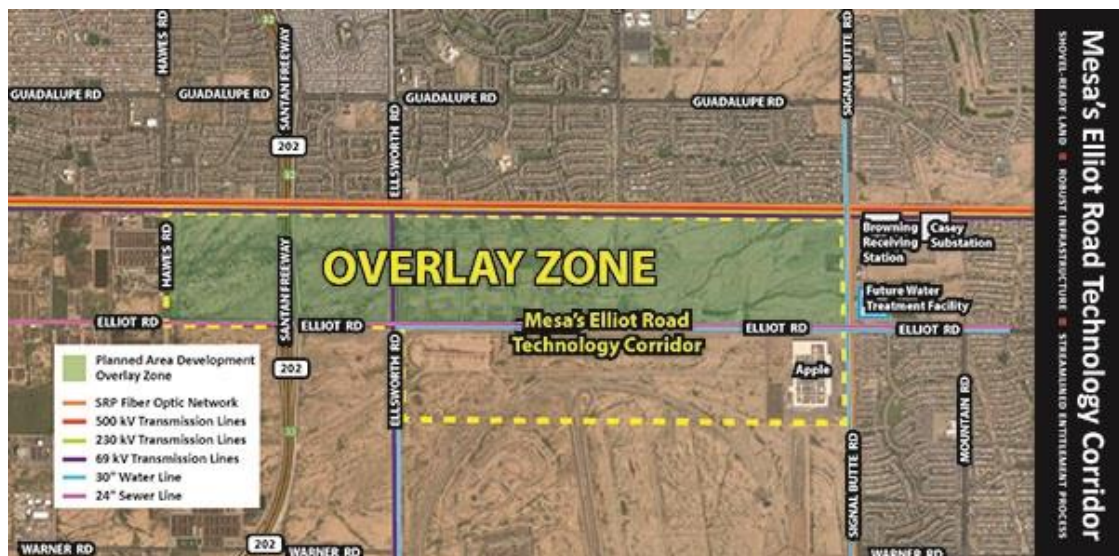 HAWES RD
SANTAN FREEWAY
GUADALUPE RD
GUADALUPE RD
GUADALUPE RD
GUADALUPE RD
SIGNAL BUTTE RD
202
ELLSWORTH RD
HAWES RD
SANTAN FREEWAY
OVERLAY ZONE
Browning
Receiving
Station
Casey
Substation
Future Water
Treatment Facility
ELLIOT RD
ELLIOT RD
Mesa's Elliot Road
Technology Corridor
ELLIOT RD
ELLIOT RD
Planned Area Development
Overlay Zone
SRP Fiber Optic Network
500 kV Transmission Lines
230 kV Transmission Lines
69 kV Transmission Lines
30" Water Line
24" Sewer Line
202
ELLSWORTH RD
Apple
MOUNTAIN RD
SIGNAL BUTTE RD
WARNER RD
202
WARNER RD
WARNER RD
Mesa's Elliot Road Technology Corridor
SHOVEL-READY LAND ■ ROBUST INFRASTRUCTURE ■ STREAMLINED ENTITLEMENT PROCESS